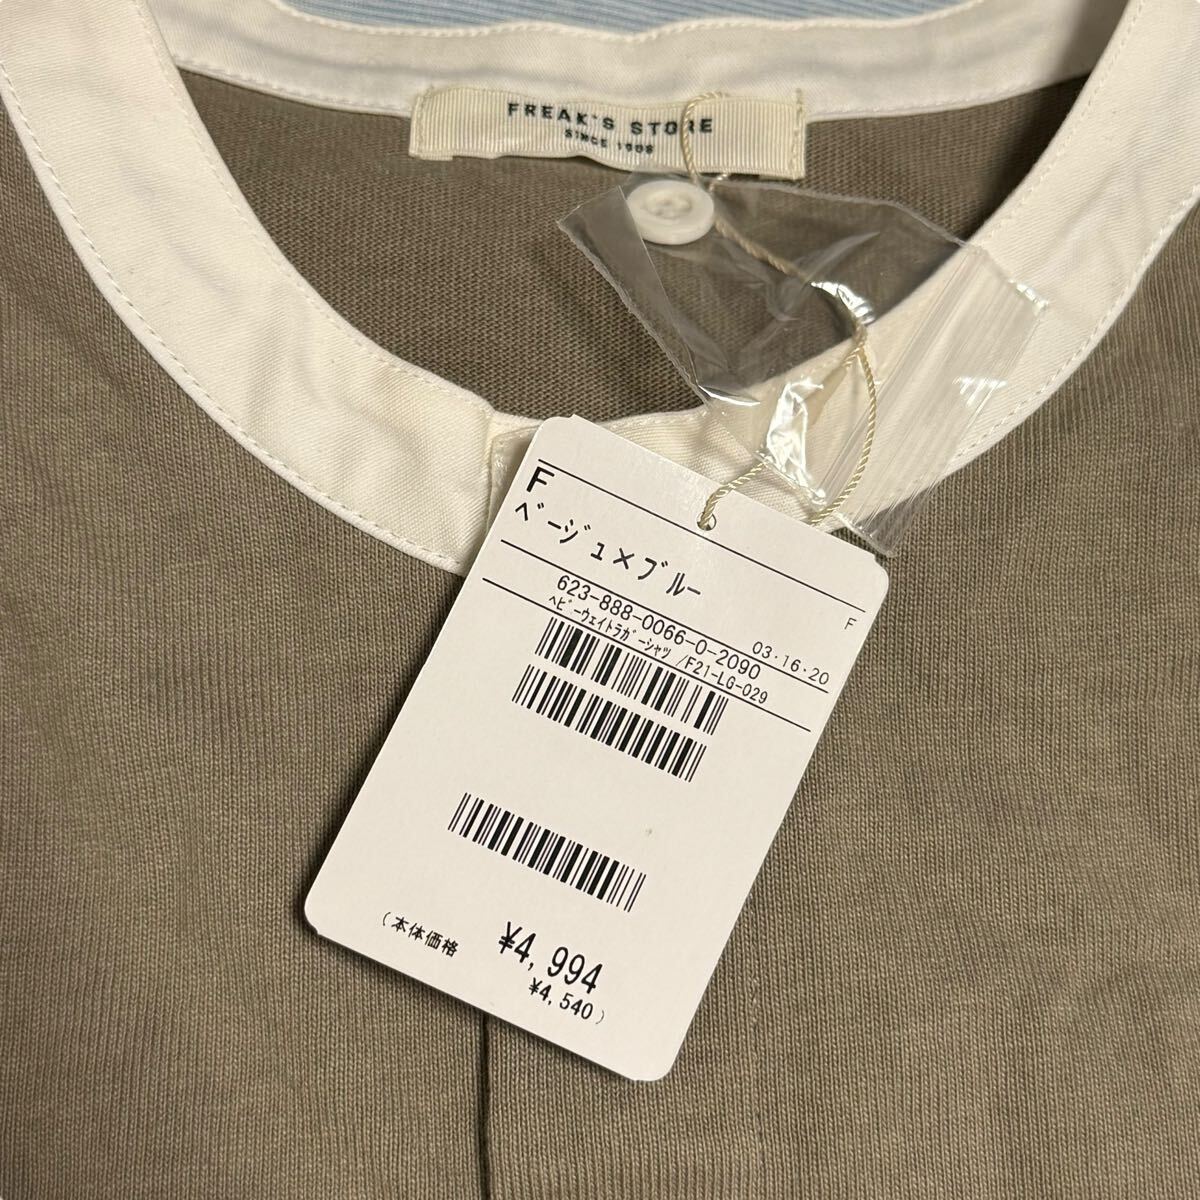 FREAK'S STORE
SINCE 1986
F
ﾍﾞｰｼﾞｭ×ﾌﾞﾙｰ
F
623-888-0066-0-2090
03･16･20
ﾍﾋﾞｰｳｪｲﾄﾗｶﾞｰｼｬﾂ /F21-LG-029
¥4,994
(本体価格 ¥4,540)